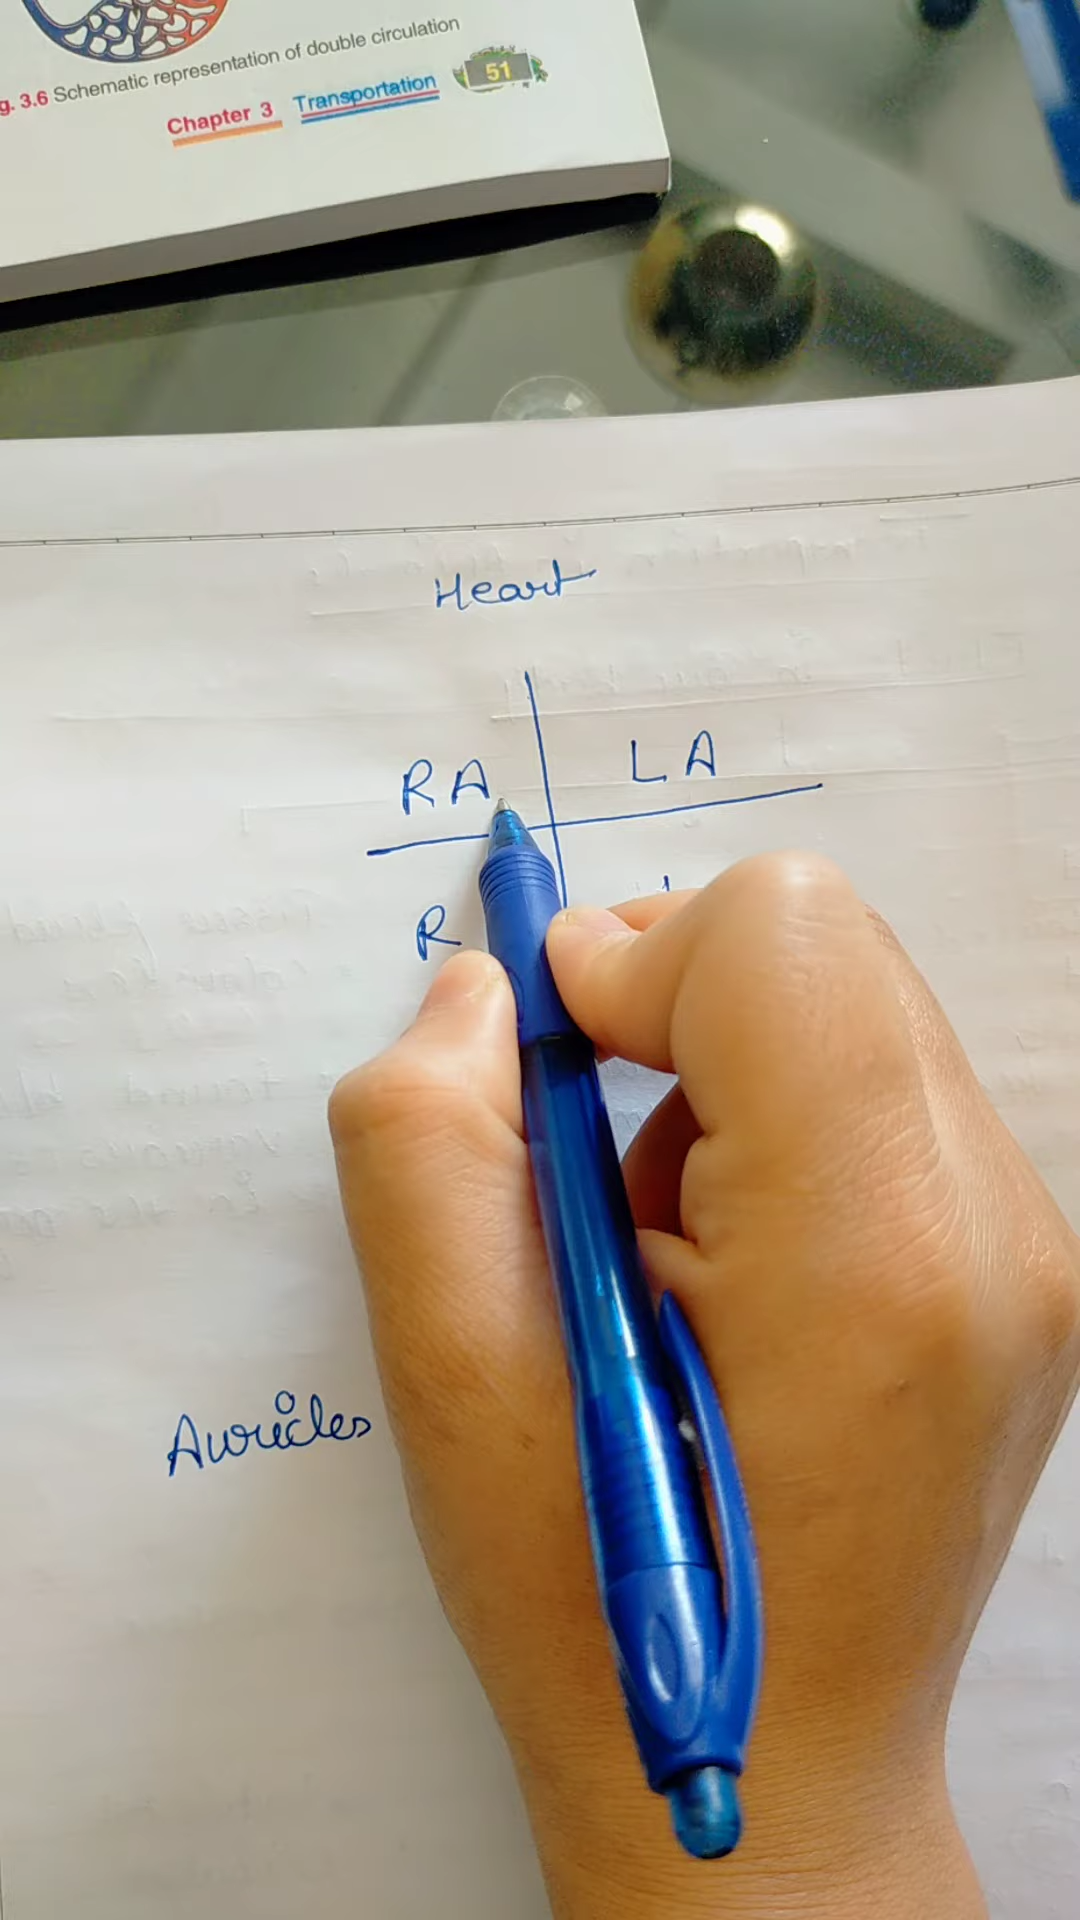 g. 3.6 Schematic representation of double circulation
Chapter 3 Transportation 51
Heart
RA LA
R
Auricles